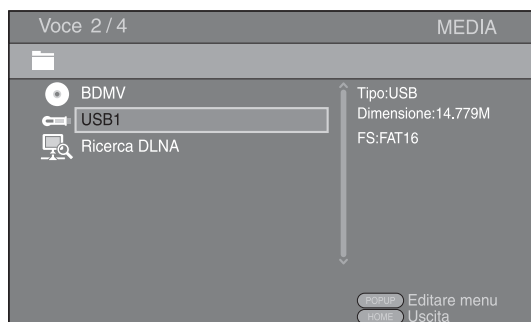 Voce 2 / 4
MEDIA
BDMV
USB1
Ricerca DLNA
Tipo:USB
Dimensione:14.779M
FS:FAT16
POPUP Editare menu
HOME Uscita